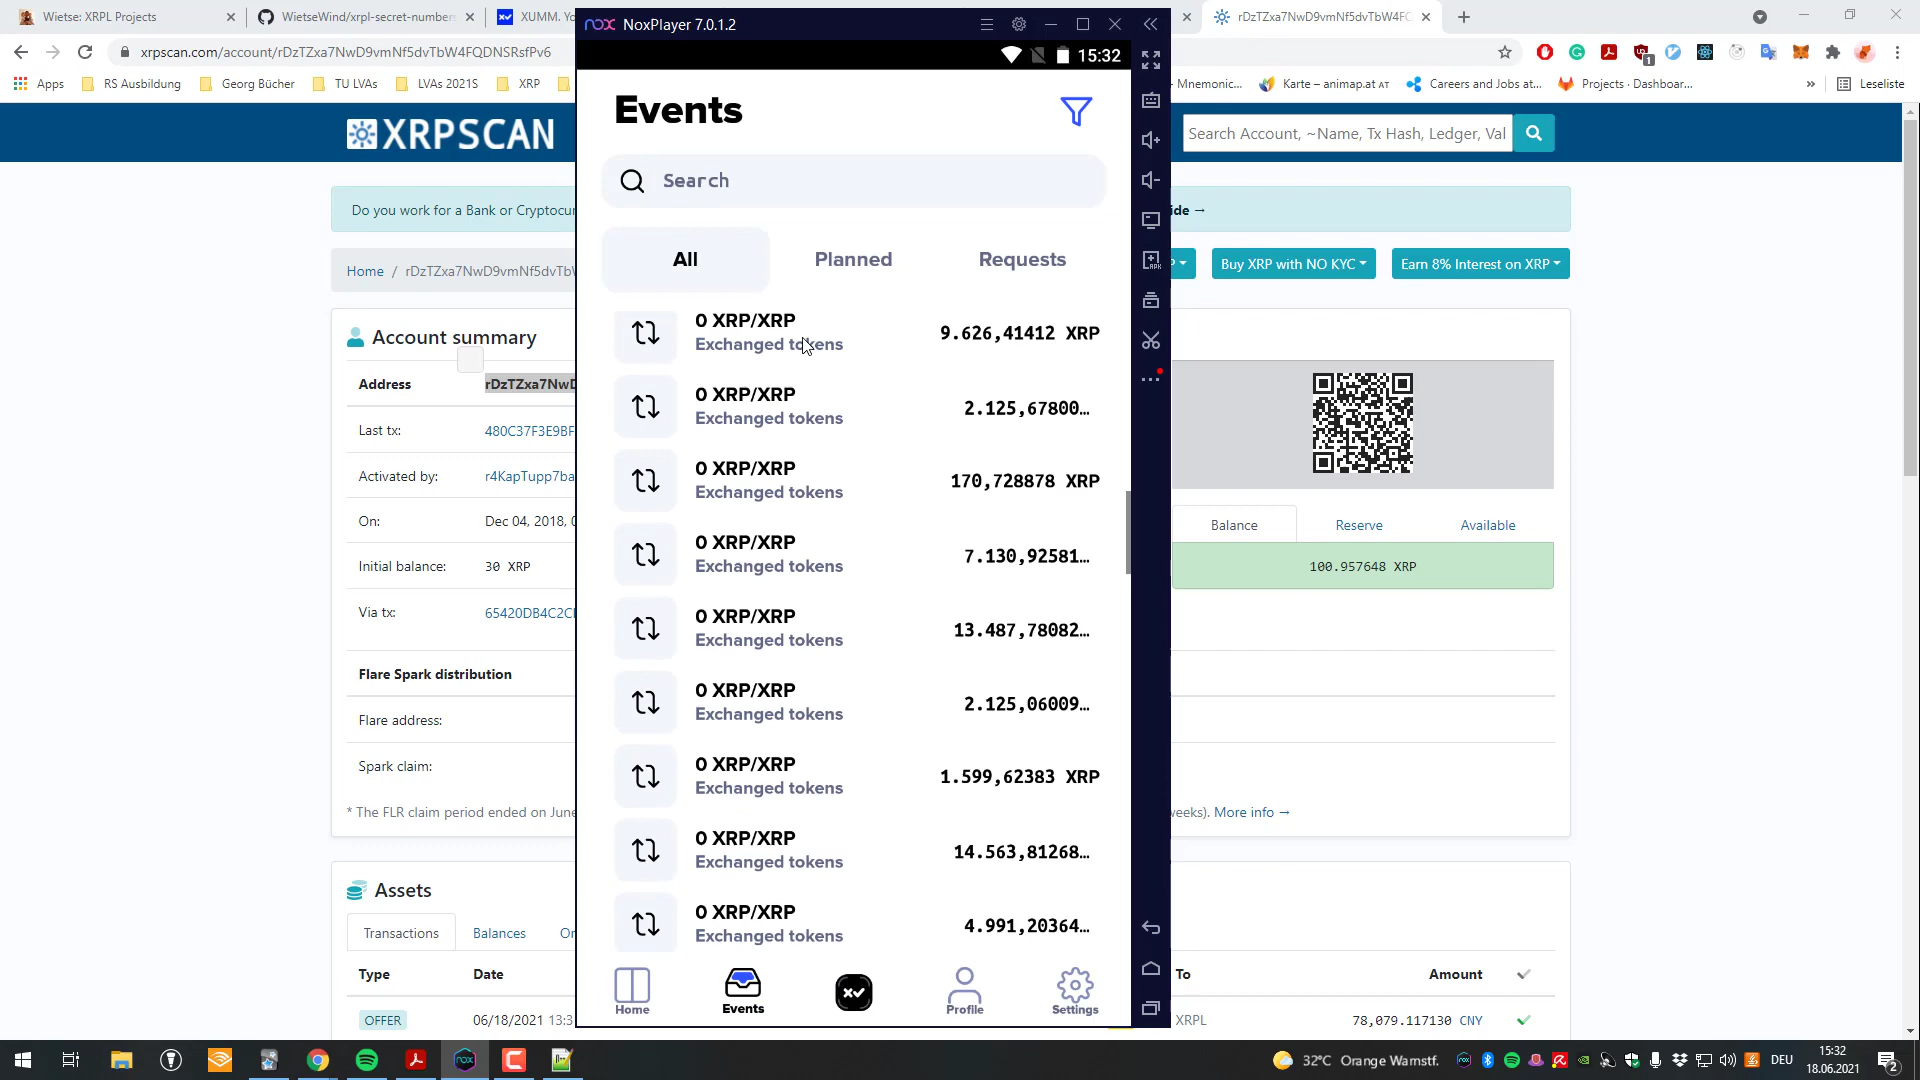 Wietse: XRPL Projects
WietseWind/xrpl-secret-number
XUMM. Yo
nox NoxPlayer 7.0.1.2
rDzTZxa7NwD9vmNf5dvTbW4FC
xrpscan.com/account/rDzTZxa7NwD9vmNf5dvTbW4FQDNSRsfPv6
15:32
Apps
RS Ausbildung
Georg Bücher
TU LVAs
LVAs 2021S
XRP
Mnemonic...
Karte – animap.at AT
Careers and Jobs at...
Projects · Dashboar...
Leseliste
XRPSCAN
Search Account, ~Name, Tx Hash, Ledger, Val
Do you work for a Bank or Cryptocur
ide →
Home / rDzTZxa7NwD9vmNf5dvTb
Buy XRP with NO KYC
Earn 8% Interest on XRP
Account summary
Address rDzTZxa7NwD
Last tx: 480C37F3E9BF
Activated by: r4KapTupp7ba
On: Dec 04, 2018, 0
Initial balance: 30 XRP
Via tx: 65420DB4C2C
Flare Spark distribution
Flare address:
Spark claim:
* The FLR claim period ended on June
weeks). More info →
Balance
Reserve
Available
100.957648 XRP
Assets
Transactions
Balances
Or
Type
Date
To
Amount
OFFER
06/18/2021 13:3
XRPL
78,079.117130 CNY
Events
Search
All
Planned
Requests
0 XRP/XRP
Exchanged tokens
9.626,41412 XRP
0 XRP/XRP
Exchanged tokens
2.125,67800…
0 XRP/XRP
Exchanged tokens
170,728878 XRP
0 XRP/XRP
Exchanged tokens
7.130,92581…
0 XRP/XRP
Exchanged tokens
13.487,78082…
0 XRP/XRP
Exchanged tokens
2.125,06009…
0 XRP/XRP
Exchanged tokens
1.599,62383 XRP
0 XRP/XRP
Exchanged tokens
14.563,81268…
0 XRP/XRP
Exchanged tokens
4.991,20364…
Home
Events
Profile
Settings
32°C Orange Warnstf.
DEU
15:32
18.06.2021
2